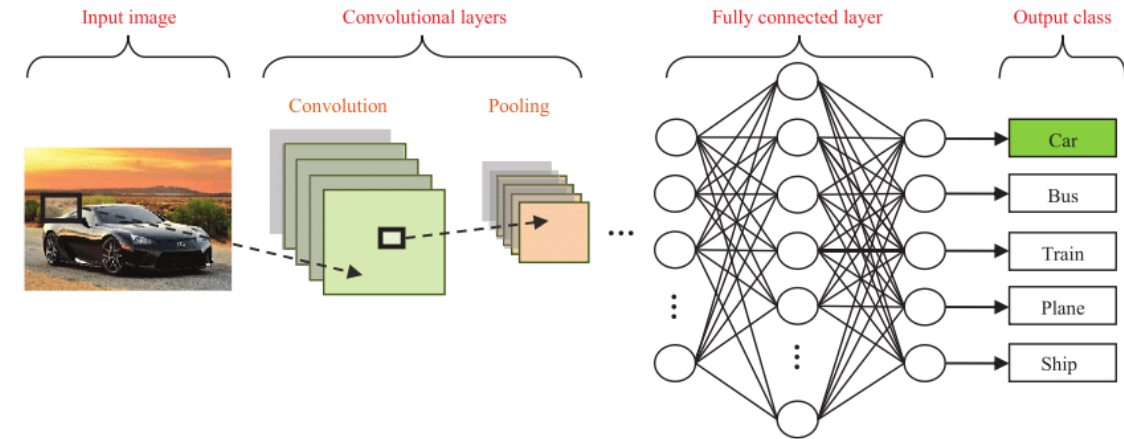 Input image
Convolutional layers
Fully connected layer
Output class
Convolution
Pooling
Car
Bus
Train
Plane
Ship